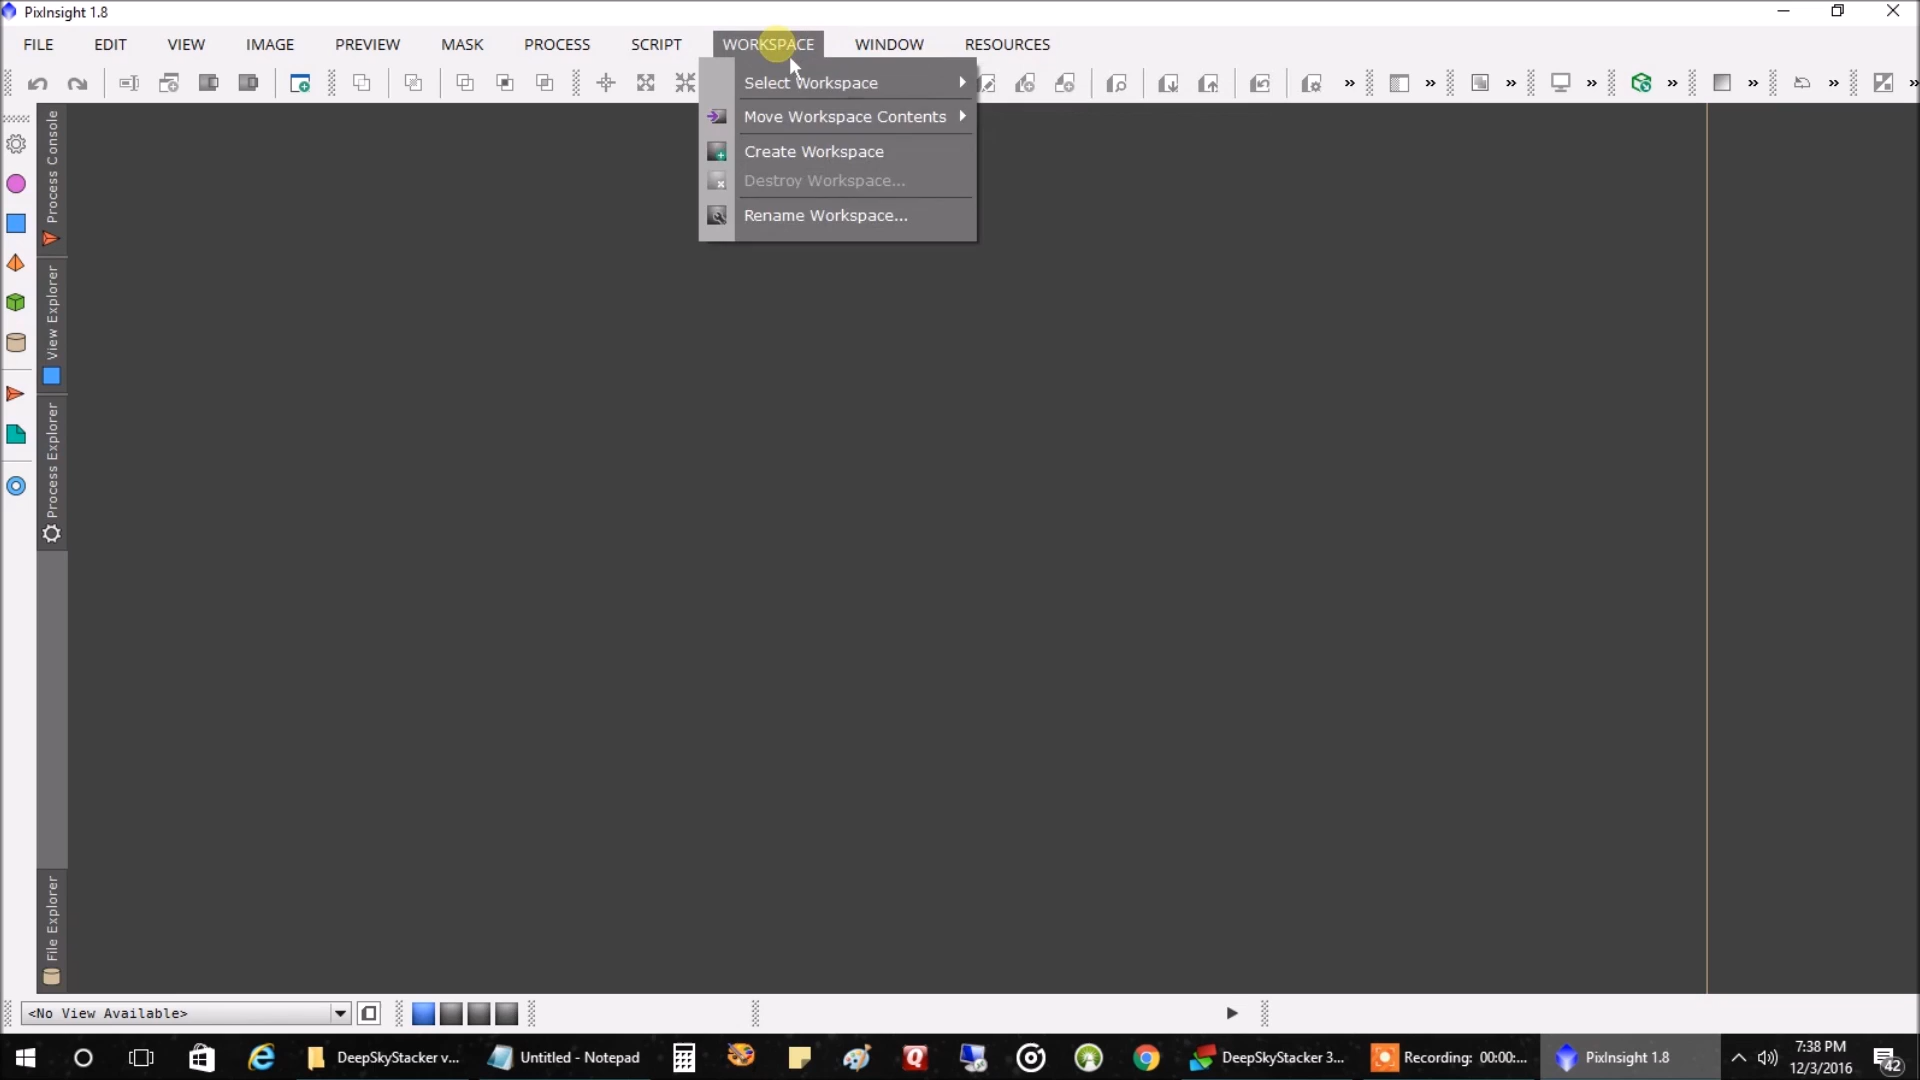 PixInsight 1.8
FILE EDIT VIEW IMAGE PREVIEW MASK PROCESS SCRIPT WORKSPACE WINDOW RESOURCES
Select Workspace
Move Workspace Contents
Create Workspace
Destroy Workspace...
Rename Workspace...
Process Console
View Explorer
Process Explorer
File Explorer
<No View Available>
DeepSkyStacker v...
Untitled - Notepad
DeepSkyStacker 3...
Recording: 00:00:...
PixInsight 1.8
7:38 PM
12/3/2016
42